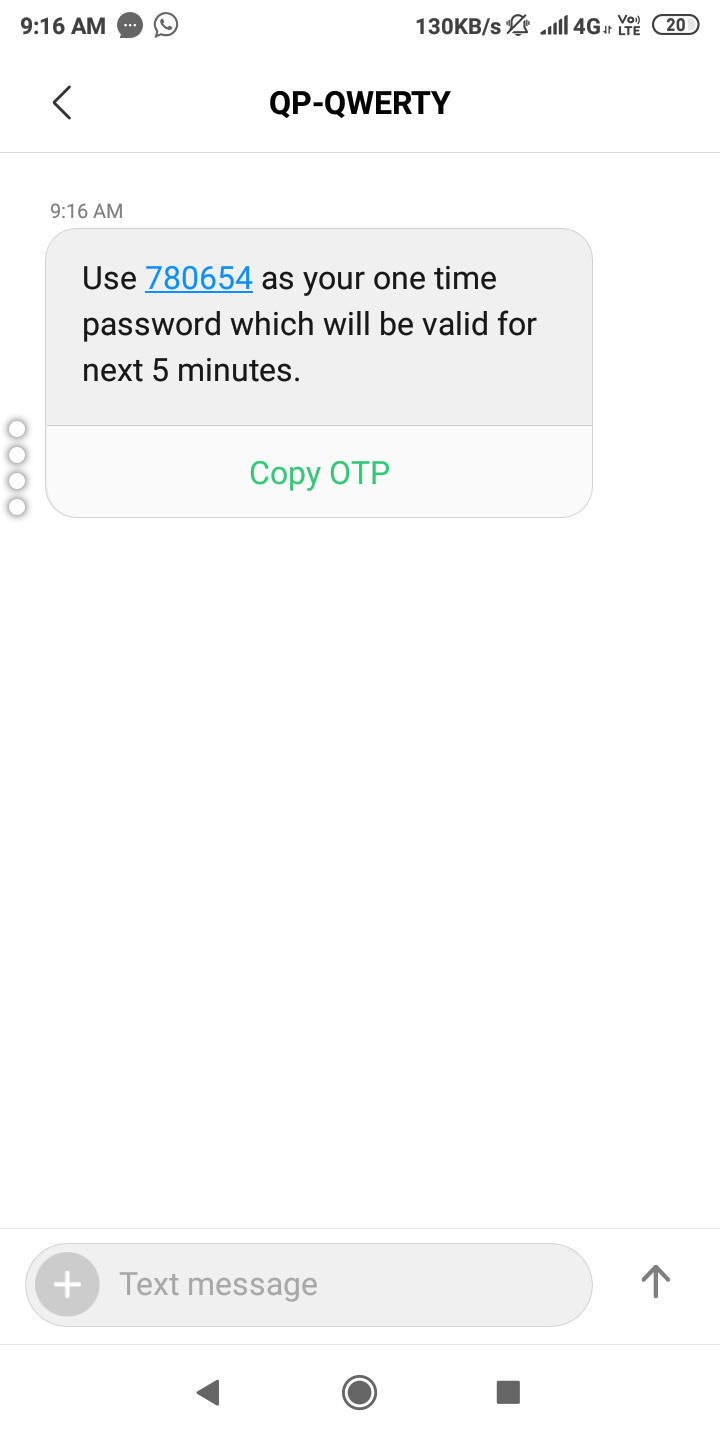 9:16 AM 130KB/s 4G Vo) LTE 20
QP-QWERTY
9:16 AM
Use 780654 as your one time
password which will be valid for
next 5 minutes.
Copy OTP
Text message